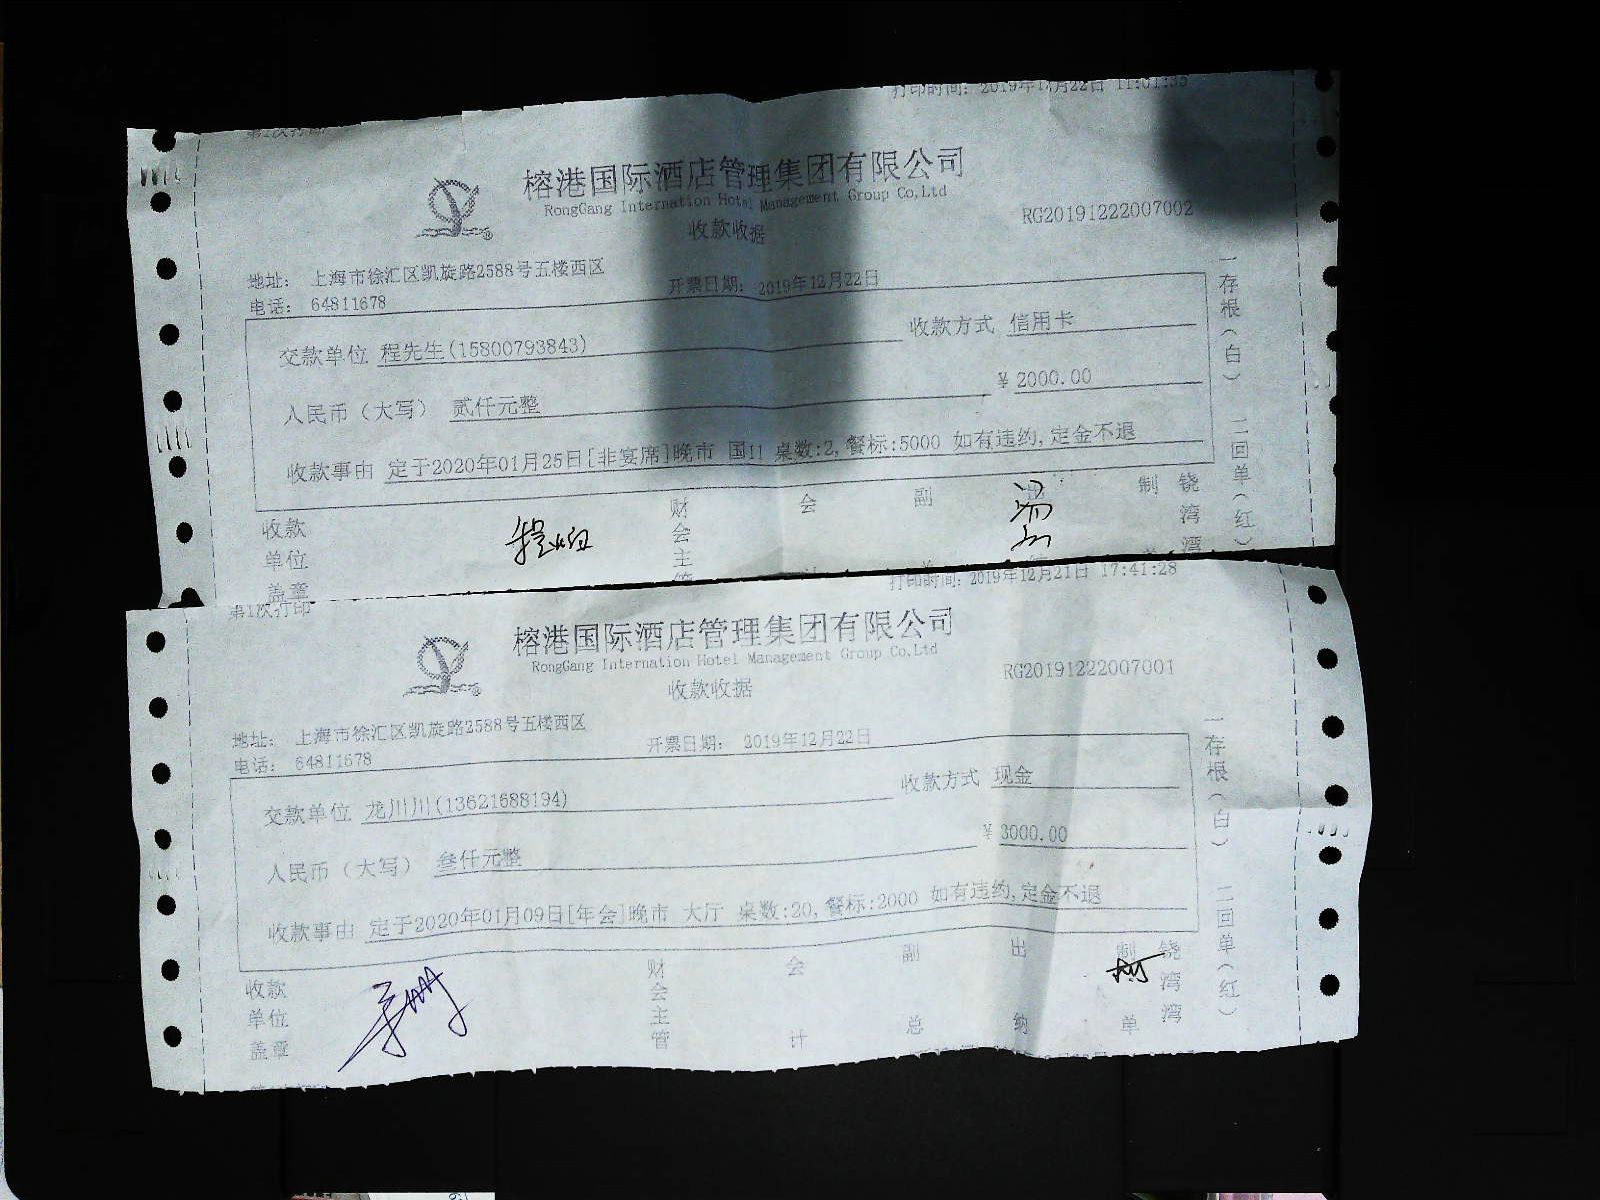 打印时间: 2019年12月22日 11:01:35
榕港国际酒店管理集团有限公司
RongGang Internation Hotel Management Group Co,Ltd
收款收据
RG20191222007002
地址: 上海市徐汇区凯旋路2588号五楼西区
电话: 64811678
开票日期: 2019年12月22日
交款单位 程先生(15800793843)
收款方式 信用卡
人民币（大写） 贰仟元整
¥ 2000.00
收款事由 定于2020年01月25日[非宴席]晚市 国11 桌数:2,餐标:5000 如有违约,定金不退
一存根(白) 二回单(红)
收款单位盖章
财会主管
会计
副
出
制
饶湾湾
第1次打印
打印时间: 2019年12月21日 17:41:28
榕港国际酒店管理集团有限公司
RongGang Internation Hotel Management Group Co,Ltd
收款收据
RG20191222007001
地址: 上海市徐汇区凯旋路2588号五楼西区
电话: 64811678
开票日期: 2019年12月22日
交款单位 龙川川(13621688194)
收款方式 现金
人民币（大写） 叁仟元整
¥ 3000.00
收款事由 定于2020年01月09日[年会]晚市 大厅 桌数:20,餐标:2000 如有违约,定金不退
一存根(白) 二回单(红)
收款单位盖章
财会主管
会计
副总
出纳
制单
饶湾湾